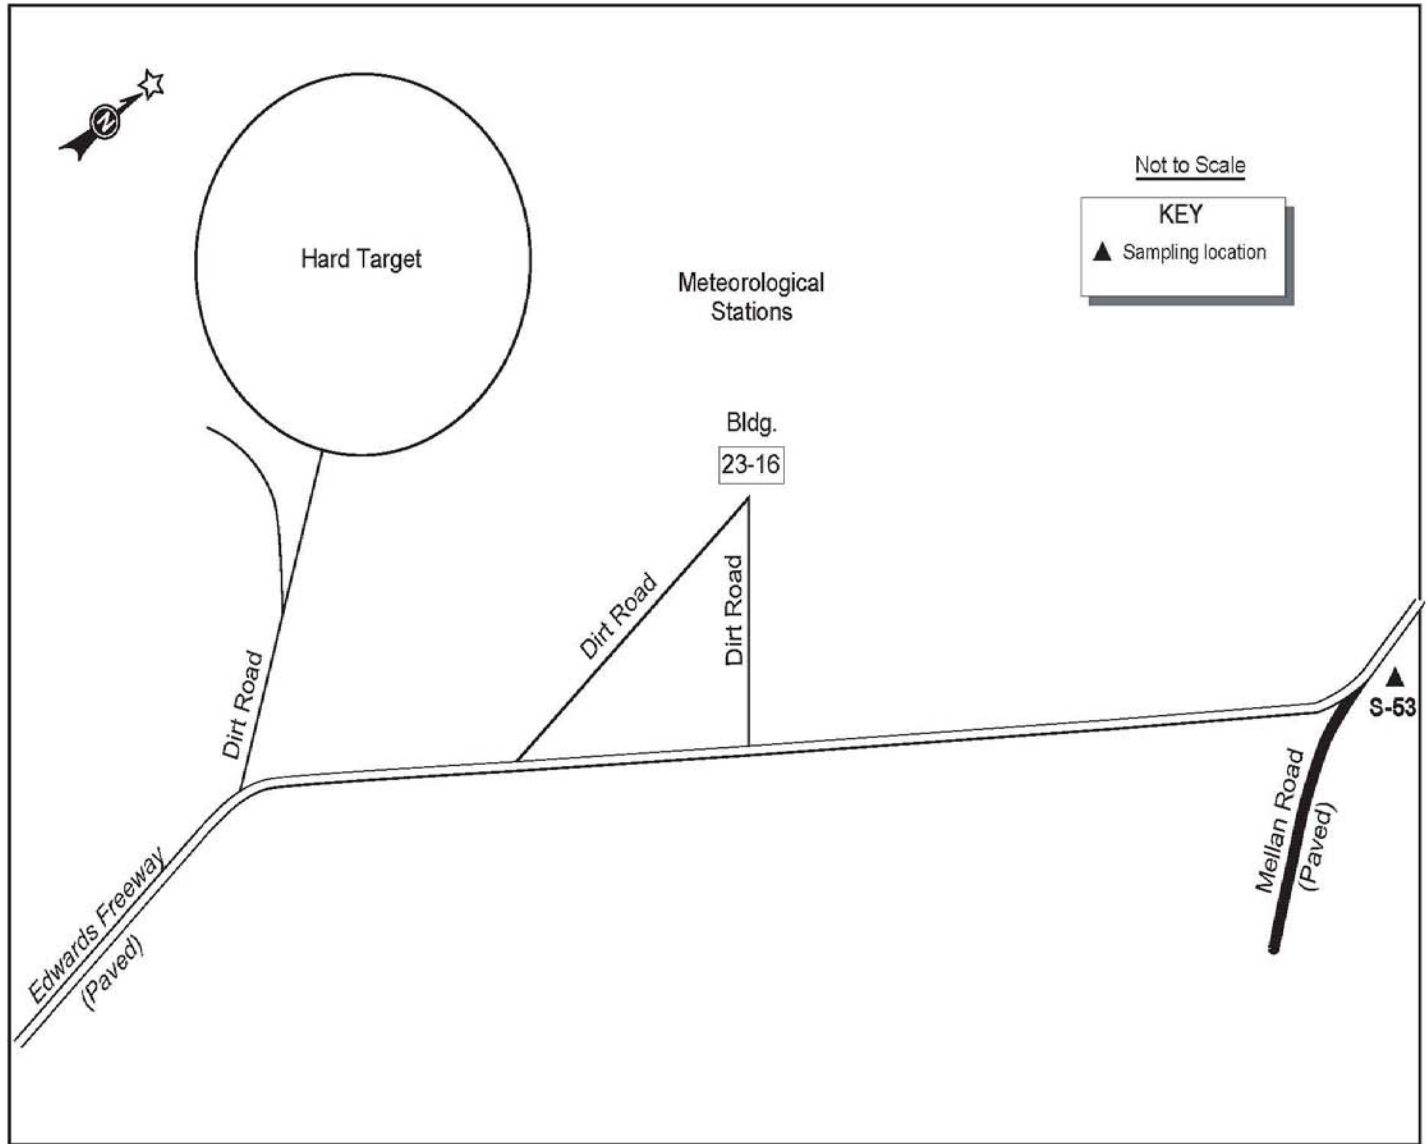 N
Not to Scale
KEY
Sampling location
Hard Target
Meteorological
Stations
Bldg.
23-16
Dirt Road
Dirt Road
Dirt Road
S-53
Mellan Road
(Paved)
Edwards Freeway
(Paved)